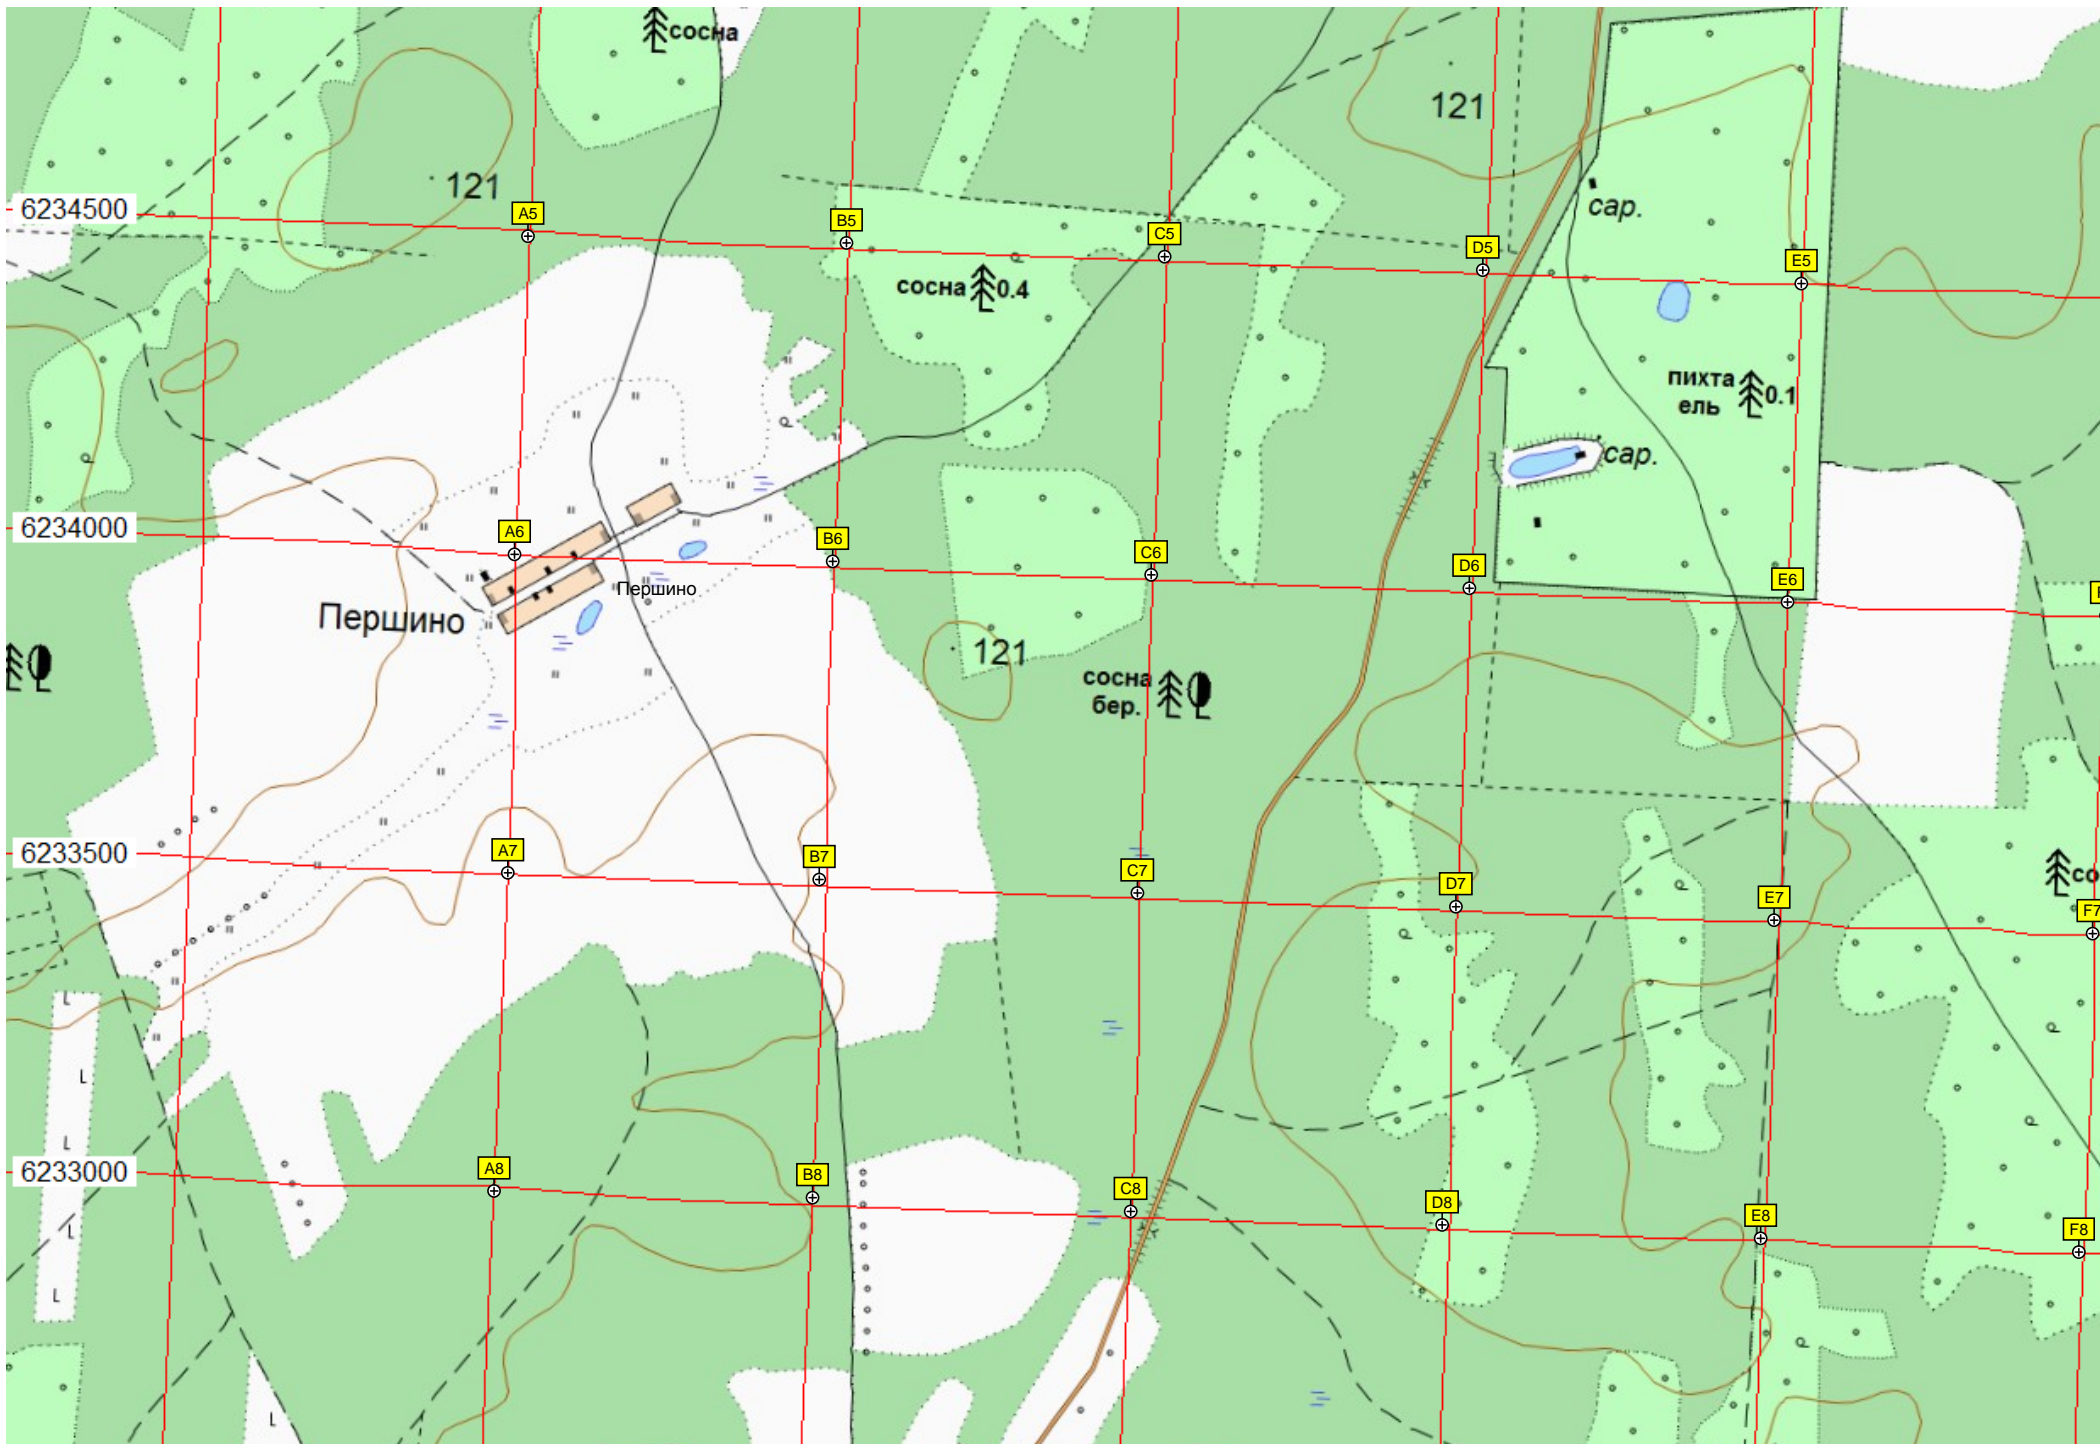 сосна
121
121
6234500
A5
B5
C5
D5
E5
сар.
сосна 0.4
пихта 0.1
ель
сар.
6234000
A6
B6
C6
D6
E6
Першино
Першино
121
сосна
бер.
6233500
A7
B7
C7
D7
E7
F7
со
6233000
A8
B8
C8
D8
E8
F8